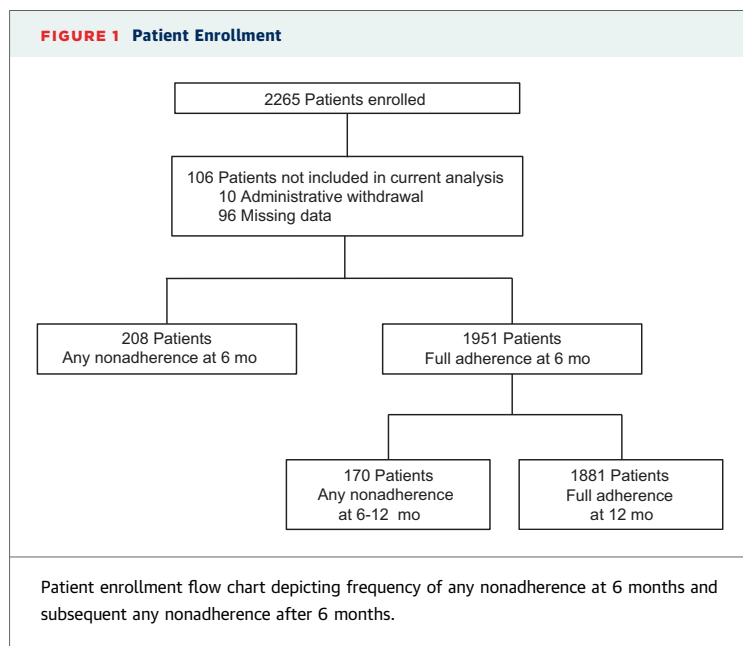 FIGURE 1 Patient Enrollment
2265 Patients enrolled
106 Patients not included in current analysis
10 Administrative withdrawal
96 Missing data
208 Patients
Any nonadherence at 6 mo
1951 Patients
Full adherence at 6 mo
170 Patients
Any nonadherence
at 6-12 mo
1881 Patients
Full adherence
at 12 mo
Patient enrollment flow chart depicting frequency of any nonadherence at 6 months and
subsequent any nonadherence after 6 months.